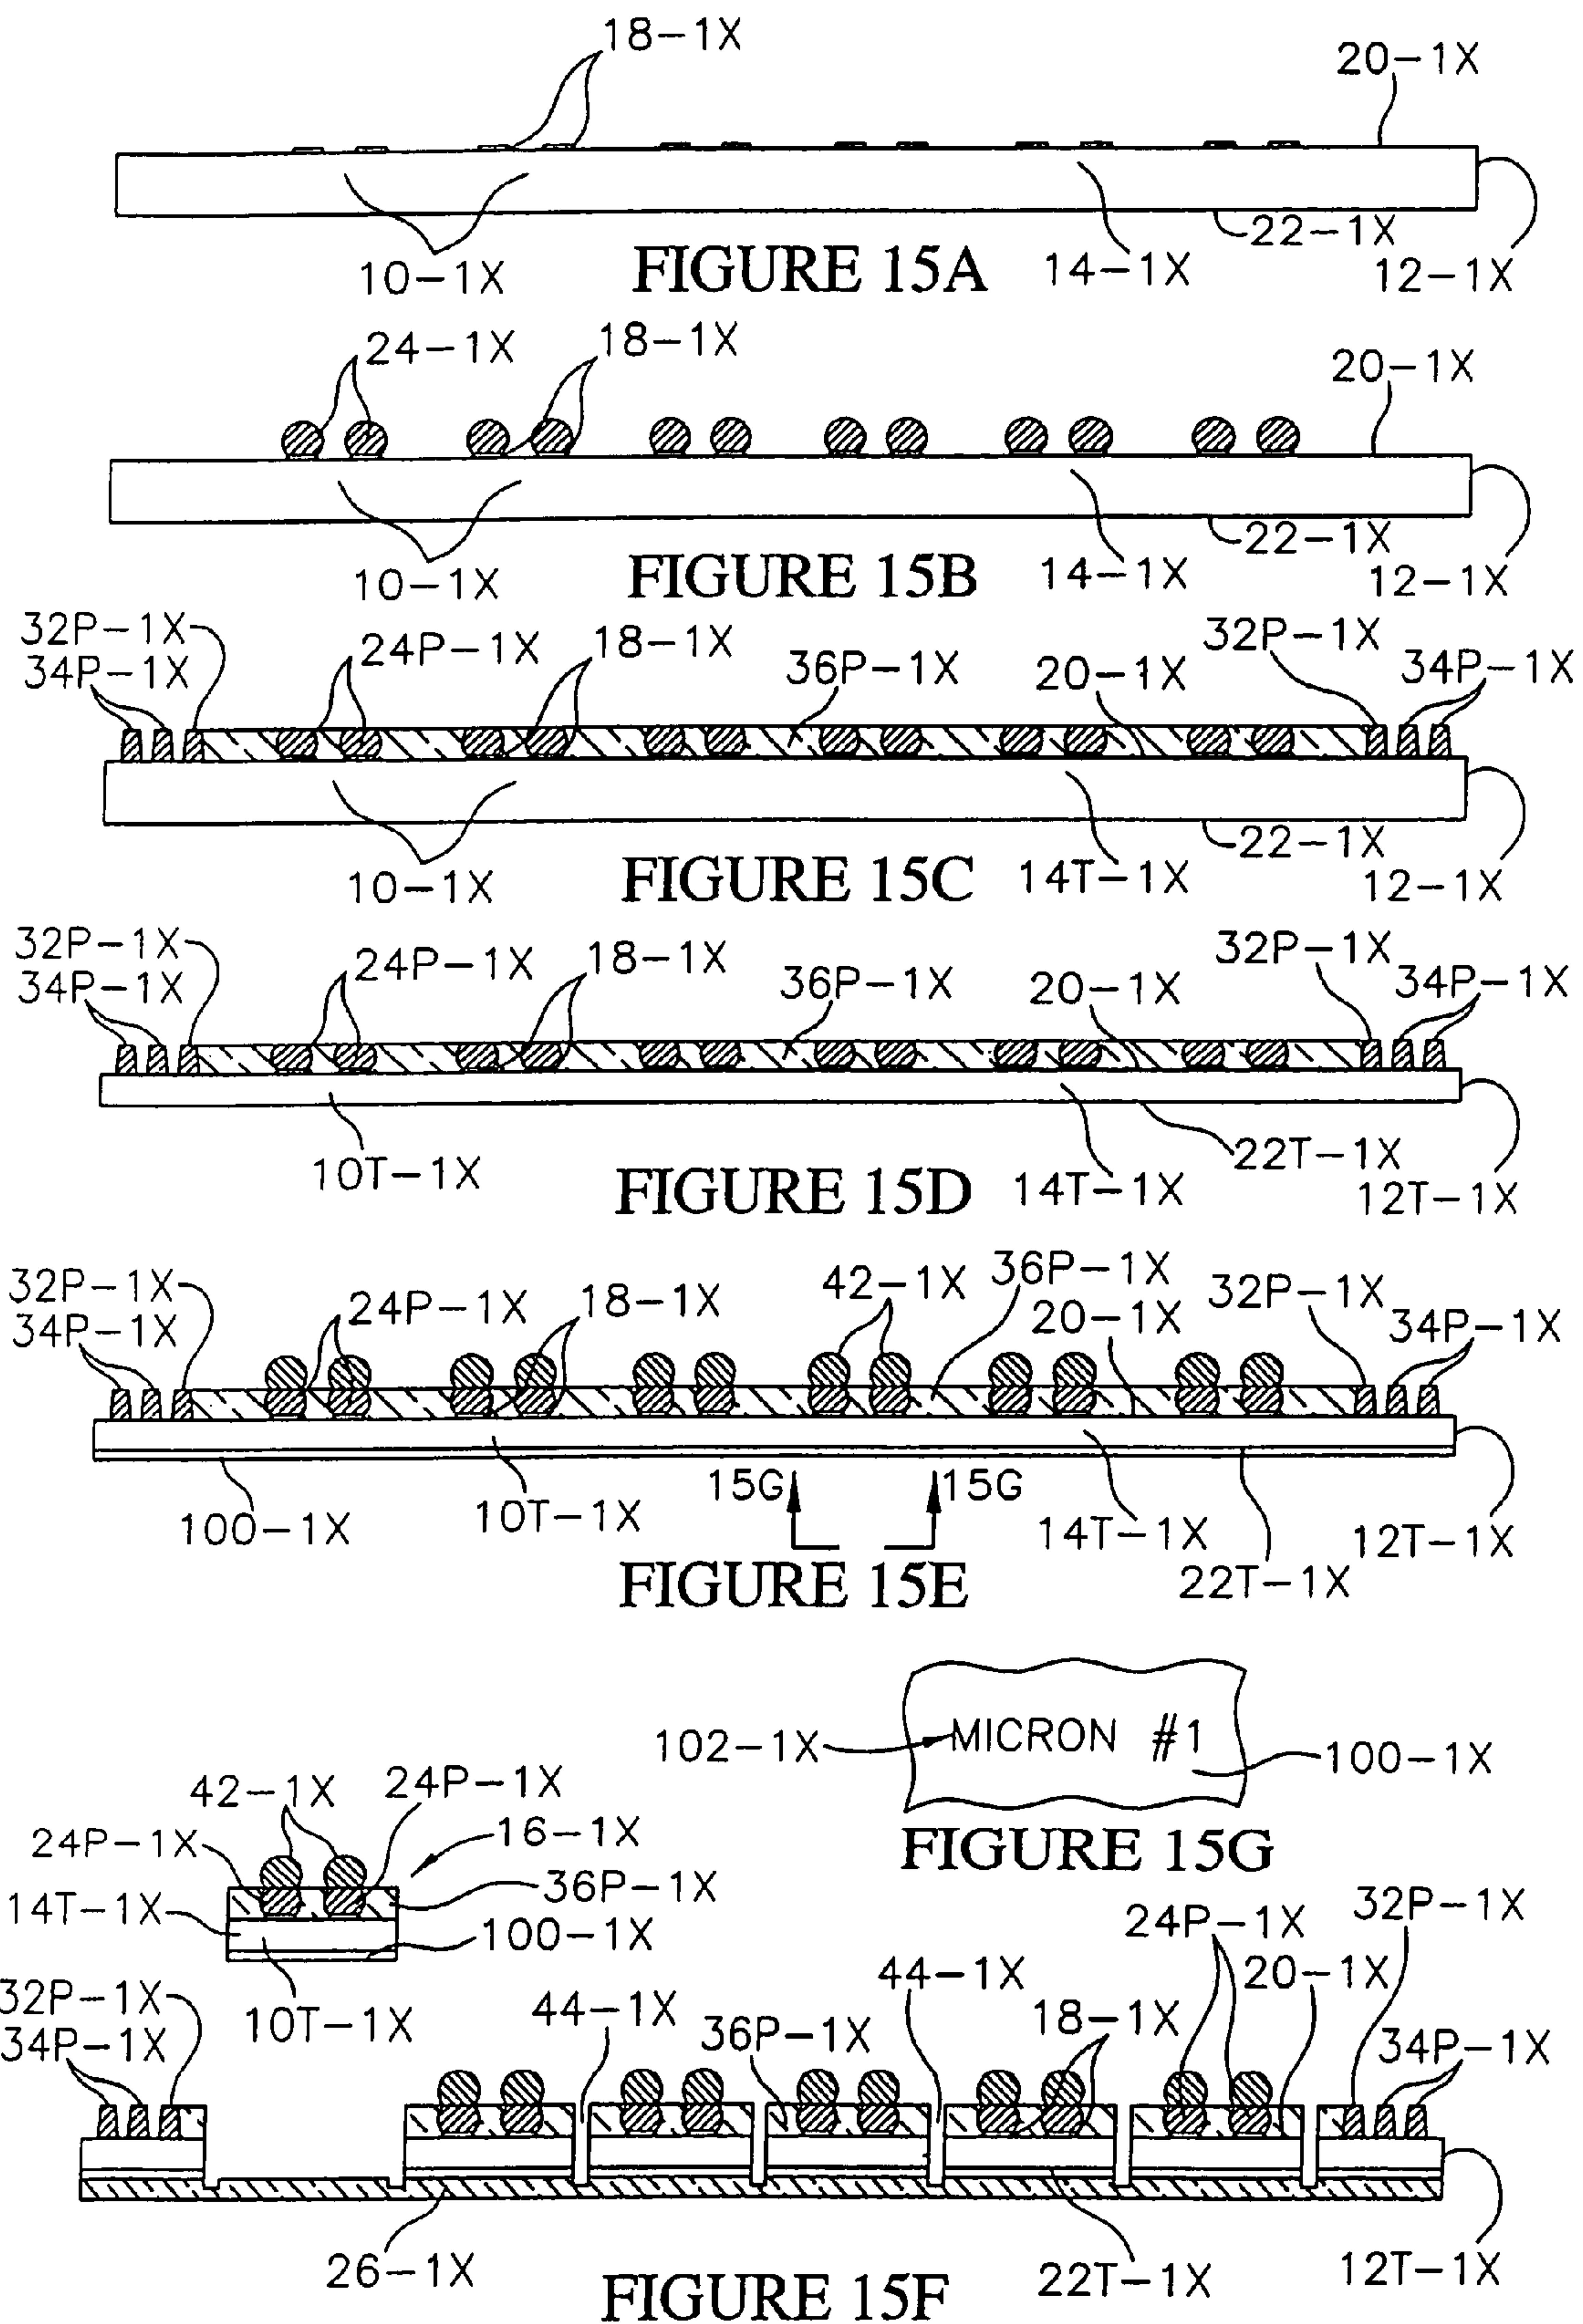 18-1X
20-1X
22-1X
10-1X
FIGURE 15A
14-1X
12-1X
24-1X
18-1X
20-1X
22-1X
10-1X
FIGURE 15B
14-1X
12-1X
32P-1X
34P-1X
24P-1X
18-1X
36P-1X
20-1X
32P-1X
34P-1X
22-1X
10-1X
FIGURE 15C
14T-1X
12-1X
32P-1X
34P-1X
24P-1X
18-1X
36P-1X
20-1X
32P-1X
34P-1X
10T-1X
FIGURE 15D
14T-1X
22T-1X
12T-1X
32P-1X
34P-1X
24P-1X
18-1X
42-1X
36P-1X
20-1X
32P-1X
34P-1X
100-1X
10T-1X
15G
15G
14T-1X
22T-1X
12T-1X
FIGURE 15E
102-1X
MICRON #1
100-1X
FIGURE 15G
42-1X
24P-1X
24P-1X
16-1X
36P-1X
14T-1X
100-1X
10T-1X
32P-1X
34P-1X
44-1X
36P-1X
44-1X
18-1X
24P-1X
20-1X
32P-1X
34P-1X
26-1X
FIGURE 15F
22T-1X
12T-1X